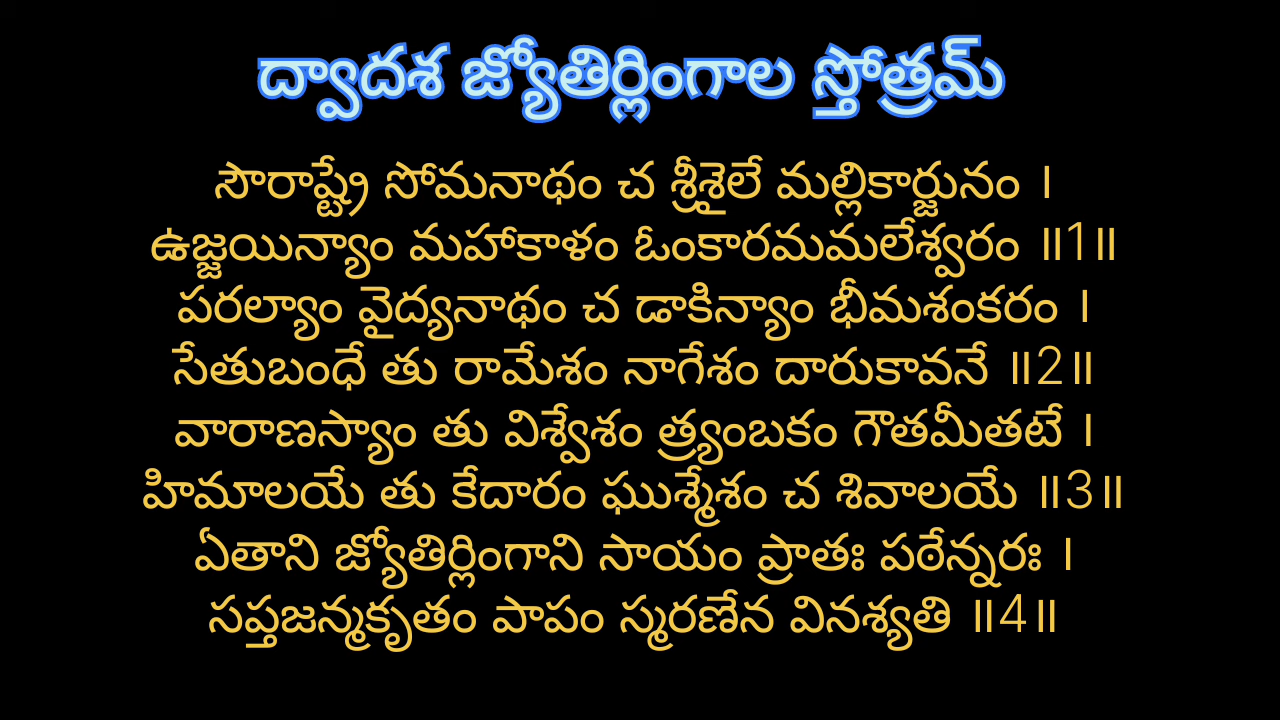 ద్వాదశ జ్యోతిర్లింగాల స్తోత్రమ్
సౌరాష్ట్రే సోమనాథం చ శ్రీశైలే మల్లికార్జునం ।
ఉజ్జయిన్యాం మహాకాళం ఓంకారమమలేశ్వరం ॥1॥
పరల్యాం వైద్యనాథం చ డాకిన్యాం భీమశంకరం ।
సేతుబంధే తు రామేశం నాగేశం దారుకావనే ॥2॥
వారాణస్యాం తు విశ్వేశం త్ర్యంబకం గౌతమీతటే ।
హిమాలయే తు కేదారం ఘుశ్మేశం చ శివాలయే ॥3॥
ఏతాని జ్యోతిర్లింగాని సాయం ప్రాతః పఠేన్నరః ।
సప్తజన్మకృతం పాపం స్మరణేన వినశ్యతి ॥4॥